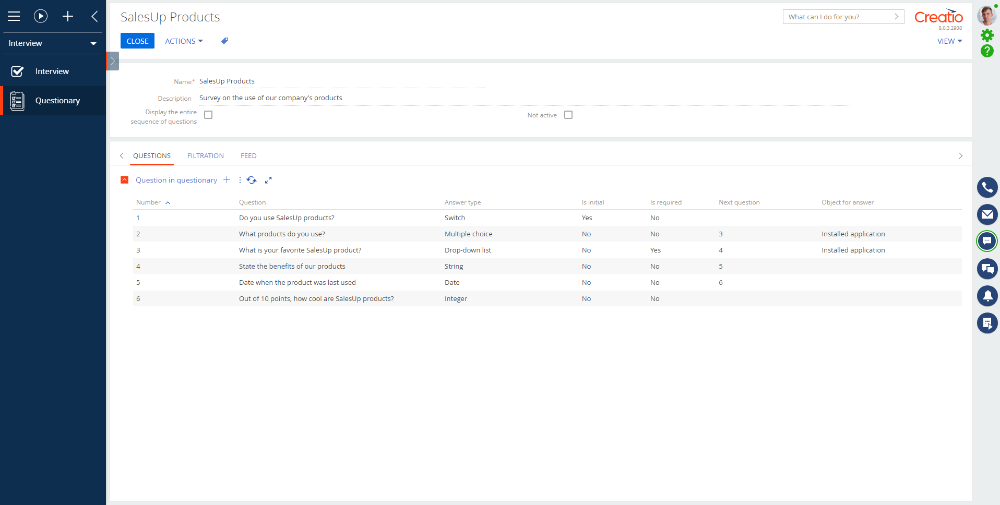 SalesUp Products
What can I do for you?
Creatio
8.0.3.2908
CLOSE
ACTIONS
VIEW
Interview
Interview
Questionary
Name* SalesUp Products
Description Survey on the use of our company's products
Display the entire
sequence of questions
Not active
QUESTIONS FILTRATION FEED
Question in questionary
Number Question Answer type Is initial Is required Next question Object for answer
1 Do you use SalesUp products? Switch Yes No
2 What products do you use? Multiple choice No No 3 Installed application
3 What is your favorite SalesUp product? Drop-down list No Yes 4 Installed application
4 State the benefits of our products String No No 5
5 Date when the product was last used Date No No 6
6 Out of 10 points, how cool are SalesUp products? Integer No No